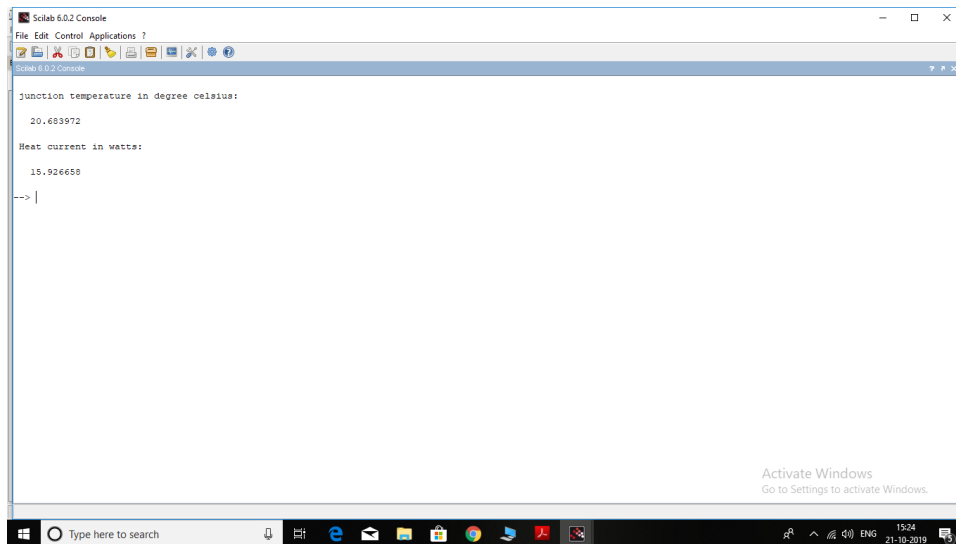 Scilab 6.0.2 Console
File Edit Control Applications ?
Scilab 6.0.2 Console
junction temperature in degree celsius:
20.683972
Heat current in watts:
15.926658
-->
Activate Windows
Go to Settings to activate Windows.
Type here to search
ENG
15:24
21-10-2019
5